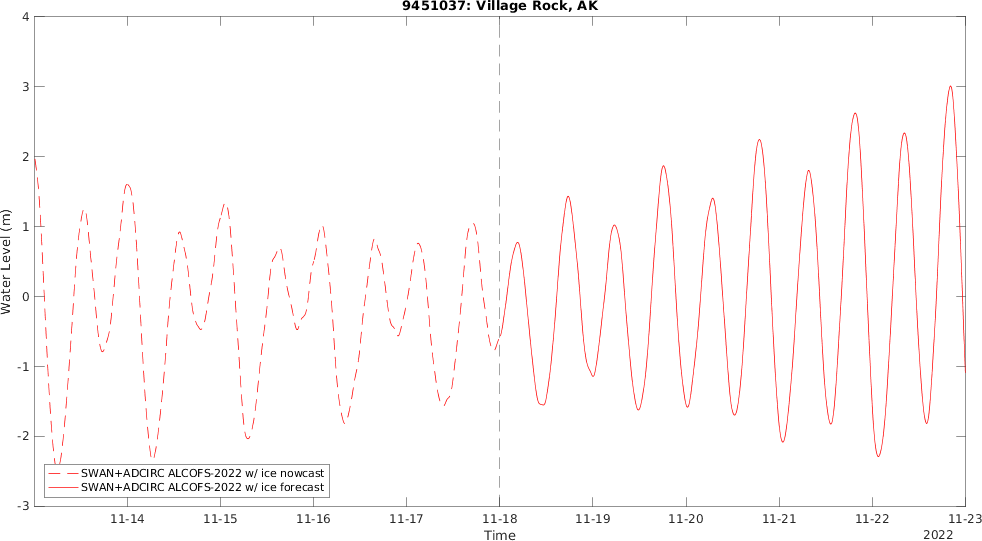 9451037: Village Rock, AK
Water Level (m)
4
3
2
1
0
-1
-2
-3
SWAN+ADCIRC ALCOFS-2022 w/ ice nowcast
SWAN+ADCIRC ALCOFS-2022 w/ ice forecast
11-14 11-15 11-16 11-17 11-18 11-19 11-20 11-21 11-22 11-23
Time
2022